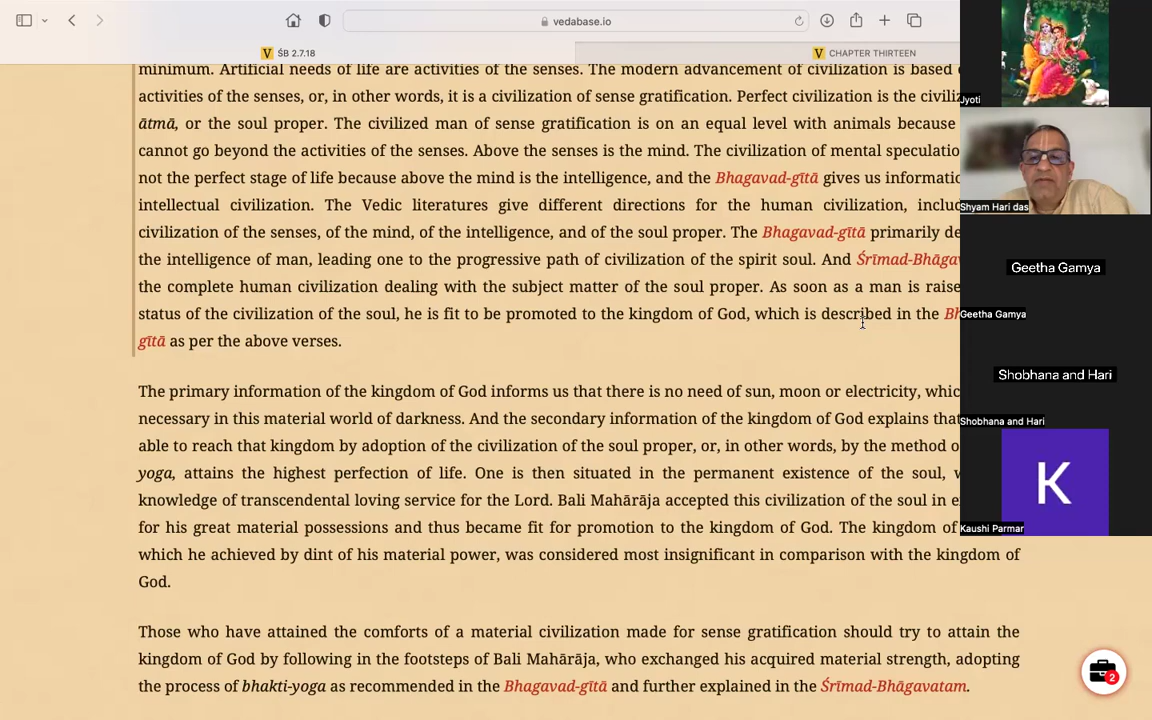 vedabase.io
ŚB 2.7.18
CHAPTER THIRTEEN
minimum. Artificial needs of life are activities of the senses. The modern advancement of civilization is based
activities of the senses, or, in other words, it is a civilization of sense gratification. Perfect civilization is the
ātmā, or the soul proper. The civilized man of sense gratification is on an equal level with animals because
cannot go beyond the activities of the senses. Above the senses is the mind. The civilization of mental
not the perfect stage of life because above the mind is the intelligence, and the Bhagavad-gītā gives us
intellectual civilization. The Vedic literatures give different directions for the human civilization,
civilization of the senses, of the mind, of the intelligence, and of the soul proper. The Bhagavad-gītā primarily
the intelligence of man, leading one to the progressive path of civilization of the spirit soul. And
the complete human civilization dealing with the subject matter of the soul proper. As soon as a man is
status of the civilization of the soul, he is fit to be promoted to the kingdom of God, which is described in the
gītā as per the above verses.
The primary information of the kingdom of God informs us that there is no need of sun, moon or electricity,
necessary in this material world of darkness. And the secondary information of the kingdom of God explains
able to reach that kingdom by adoption of the civilization of the soul proper, or, in other words, by the method
yoga, attains the highest perfection of life. One is then situated in the permanent existence of the soul,
knowledge of transcendental loving service for the Lord. Bali Mahārāja accepted this civilization of the soul in
for his great material possessions and thus became fit for promotion to the kingdom of God. The kingdom of
which he achieved by dint of his material power, was considered most insignificant in comparison with the kingdom of
God.
Those who have attained the comforts of a material civilization made for sense gratification should try to attain the
kingdom of God by following in the footsteps of Bali Mahārāja, who exchanged his acquired material strength, adopting
the process of bhakti-yoga as recommended in the Bhagavad-gītā and further explained in the Śrīmad-Bhāgavatam.
Jyoti
Shyam Hari das
Geetha Gamya
Geetha Gamya
Shobhana and Hari
Shobhana and Hari
K
Kaushi Parmar
2